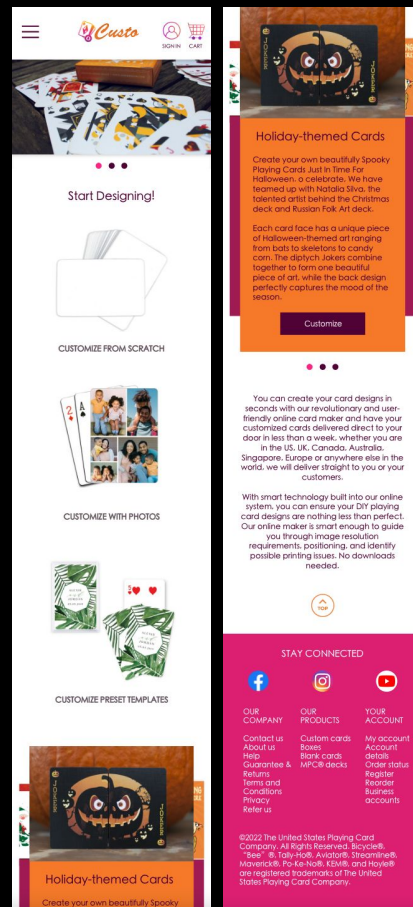 Custo
SIGN IN
CART
Start Designing!
CUSTOMIZE FROM SCRATCH
2
A
CUSTOMIZE WITH PHOTOS
5
CUSTOMIZE PRESET TEMPLATES
Holiday-themed Cards
Create your own beautifully Spooky
JOKER
JOKER
Holiday-themed Cards
Create your own beautifully Spooky
Playing Cards Just In Time For
Halloween, o celebrate, We have
teamed up with Natalia Silva, the
talented artist behind the Christmas
deck and Russian Folk Art deck.
Each card face has a unique piece
of Halloween-themed art ranging
from bats to skeletons to candy
corn. The diptych Jokers combine
together to form one beautiful
piece of art, while the back design
perfectly captures the mood of the
season.
Customize
You can create your card designs in
seconds with our revolutionary and user-
friendly online card maker and have your
customized cards delivered direct to your
door in less than a week, whether you are
in the US, UK, Canada, Australia,
Singapore, Europe or anywhere else in the
world, we will deliver straight to you or your
customers.
With smart technology built into our online
system, you can ensure your DIY playing
card designs are nothing less than perfect.
Our online maker is smart enough to guide
you through image resolution
requirements, positioning, and identify
possible printing issues. No downloads
needed.
TOP
STAY CONNECTED
OUR
COMPANY
Contact us
About us
Help
Guarantee &
Returns
Terms and
Conditions
Privacy
Refer us
OUR
PRODUCTS
Custom cards
Boxes
Blank cards
MPC® decks
YOUR
ACCOUNT
My account
Account
details
Order status
Register
Reorder
Business
accounts
©2022 The United States Playing Card
Company. All Rights Reserved. Bicycle®,
"Bee" ®, Tally-Ho®, Aviator®, Streamline®,
Maverick®, Po-Ke-No®, KEM®, and Hoyle®
are registered trademarks of The United
States Playing Card Company.